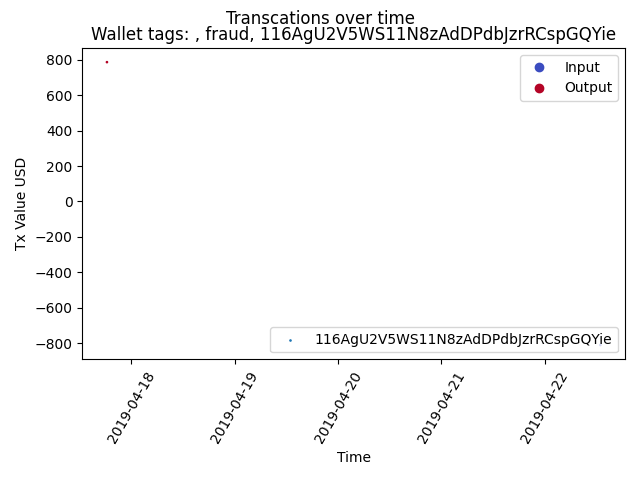 Transcations over time
Wallet tags: , fraud, 116AgU2V5WS11N8zAdDPdbJzrRCspGQYie
Input
Output
Tx Value USD
800
600
400
200
0
−200
−400
−600
−800
116AgU2V5WS11N8zAdDPdbJzrRCspGQYie
2019-04-18
2019-04-19
2019-04-20
2019-04-21
2019-04-22
Time